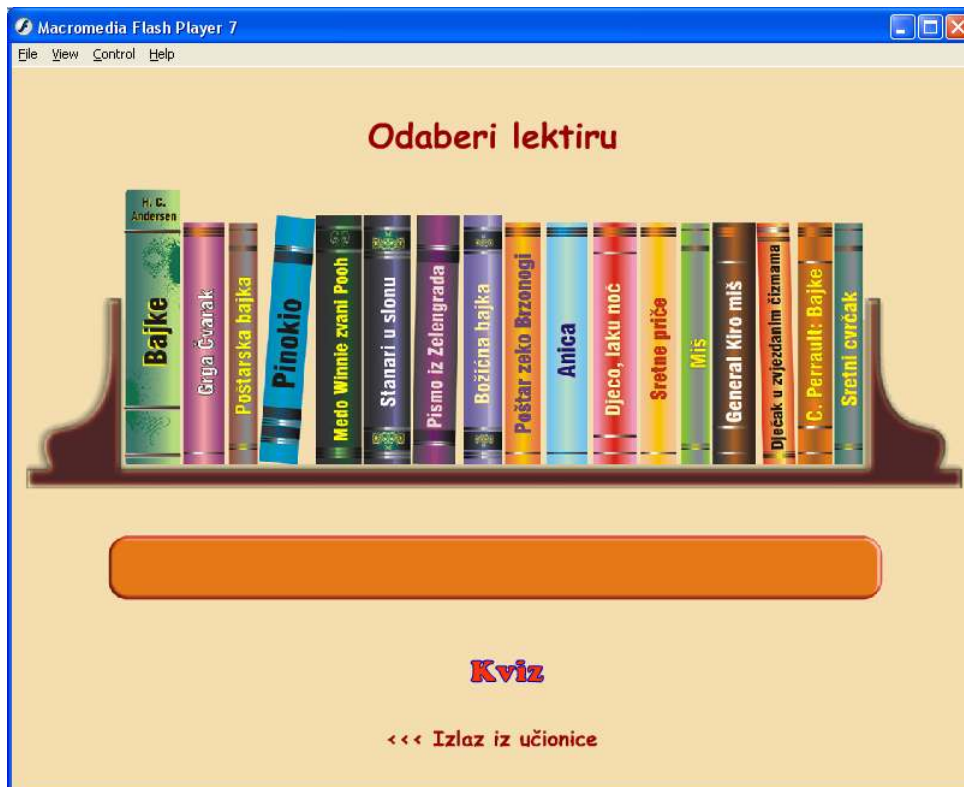 Macromedia Flash Player 7
File View Control Help
Odaberi lektiru
H. C.
Andersen
Bajke
Grga Čvarak
Poštarska bajka
Pinokio
Medo Winnie zvani Pooh
Stanari u slonu
Pismo iz Zelengrada
Božićna bajka
Poštar zeko Brzonogi
Anica
Djeco, laku noć
Sretne priče
Miš
General Kiro miš
Dječak u zvjezdanim čizmama
C. Perrault: Bajke
Sretni cvrčak
Kviz
<<< Izlaz iz učionice